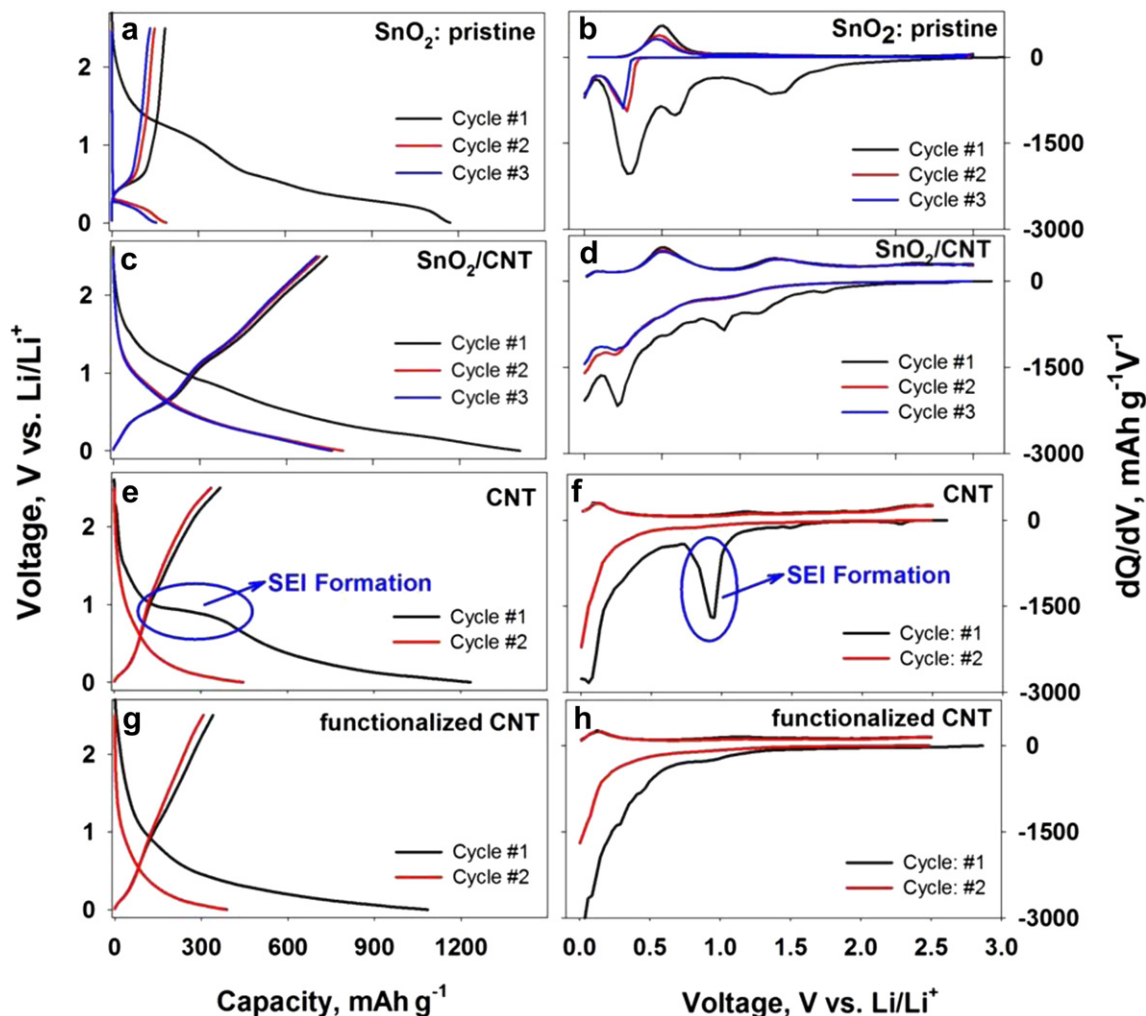 a
SnO2: pristine
2
1
0
Cycle #1
Cycle #2
Cycle #3
b
SnO2: pristine
0
-1500
-3000
Cycle #1
Cycle #2
Cycle #3
c
SnO2/CNT
2
1
0
Cycle #1
Cycle #2
Cycle #3
d
SnO2/CNT
0
-1500
-3000
Cycle #1
Cycle #2
Cycle #3
e
CNT
2
1
0
SEI Formation
Cycle #1
Cycle #2
f
CNT
0
-1500
-3000
SEI Formation
Cycle: #1
Cycle: #2
g
functionalized CNT
2
1
0
Cycle #1
Cycle #2
h
functionalized CNT
0
-1500
-3000
Cycle: #1
Cycle: #2
0 300 600 900 1200
0.0 0.5 1.0 1.5 2.0 2.5 3.0
Capacity, mAh g-1
Voltage, V vs. Li/Li+
Voltage, V vs. Li/Li+
dQ/dV, mAh g-1V-1